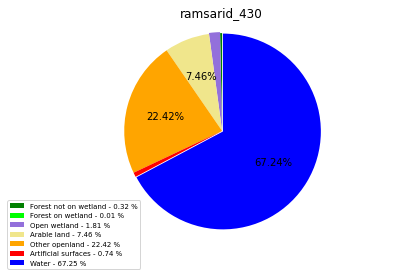 ramsarid_430
7.46%
22.42%
67.24%
Forest not on wetland - 0.32 %
Forest on wetland - 0.01 %
Open wetland - 1.81 %
Arable land - 7.46 %
Other openland - 22.42 %
Artificial surfaces - 0.74 %
Water - 67.25 %